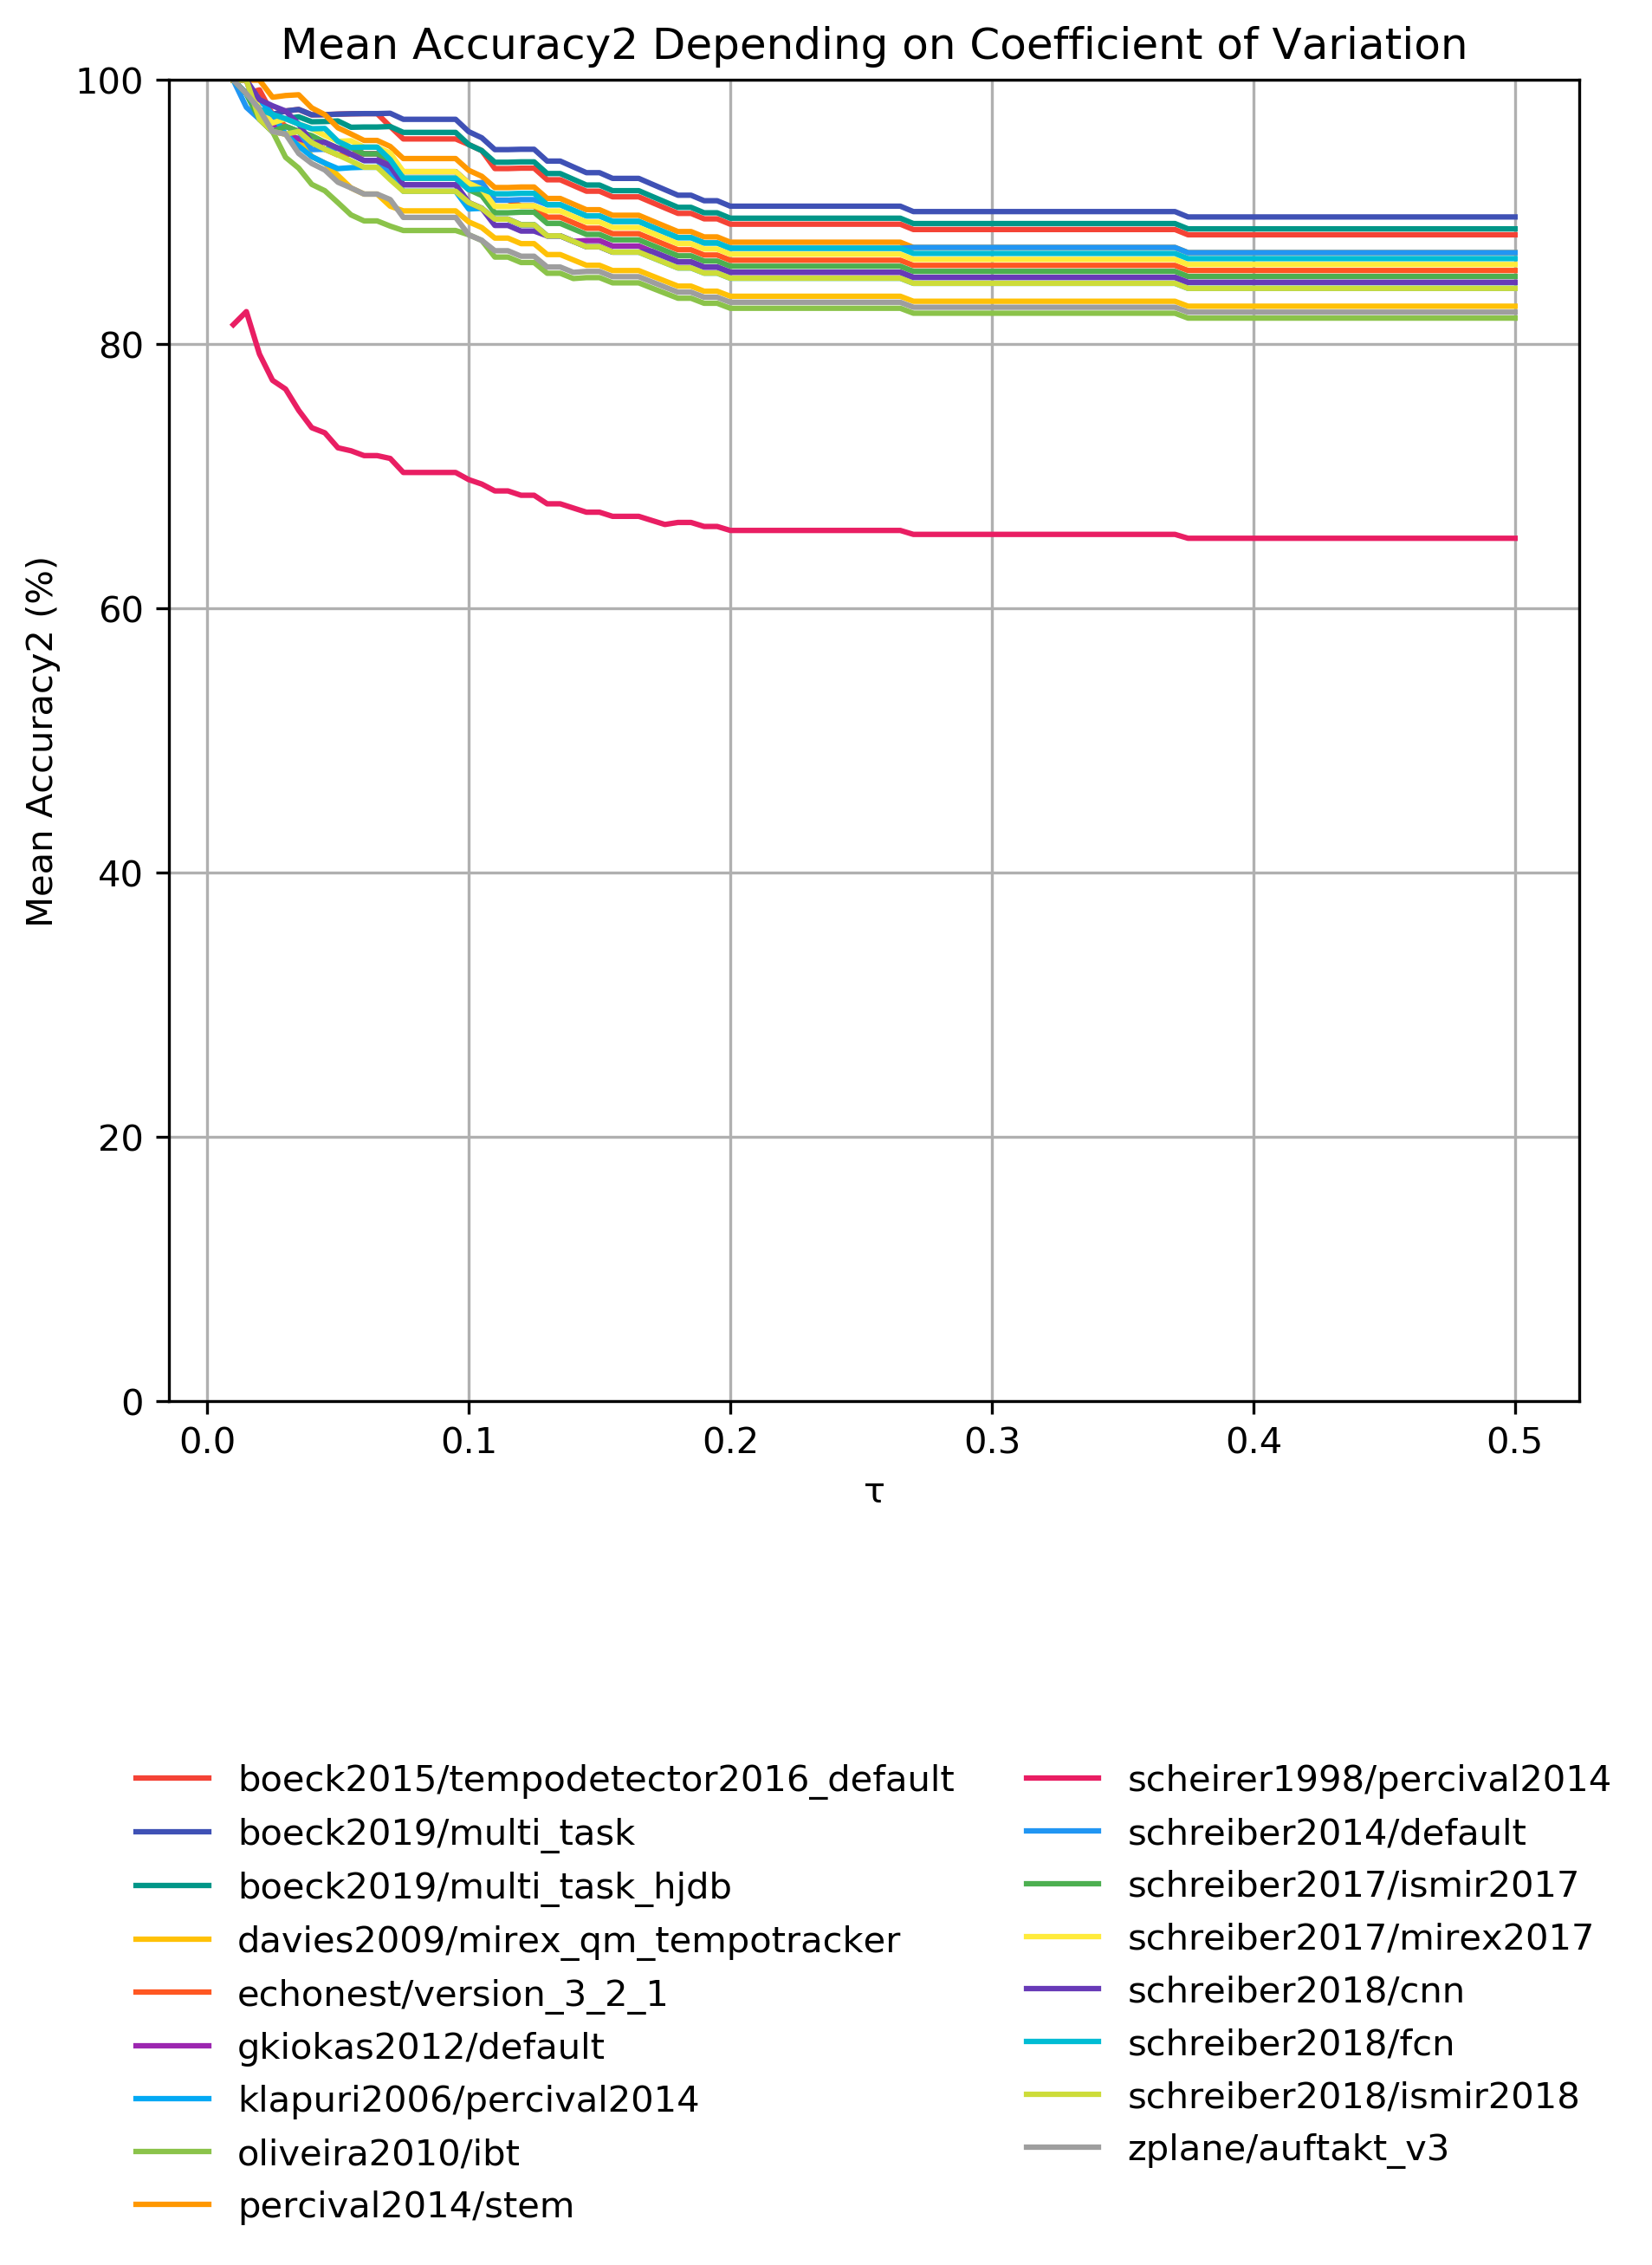 Mean Accuracy2 Depending on Coefficient of Variation
100
80
60
40
20
0
Mean Accuracy2 (%)
0.0 0.1 0.2 0.3 0.4 0.5
τ
boeck2015/tempodetector2016_default
boeck2019/multi_task
boeck2019/multi_task_hjdb
davies2009/mirex_qm_tempotracker
echonest/version_3_2_1
gkiokas2012/default
klapuri2006/percival2014
oliveira2010/ibt
percival2014/stem
scheirer1998/percival2014
schreiber2014/default
schreiber2017/ismir2017
schreiber2017/mirex2017
schreiber2018/cnn
schreiber2018/fcn
schreiber2018/ismir2018
zplane/auftakt_v3